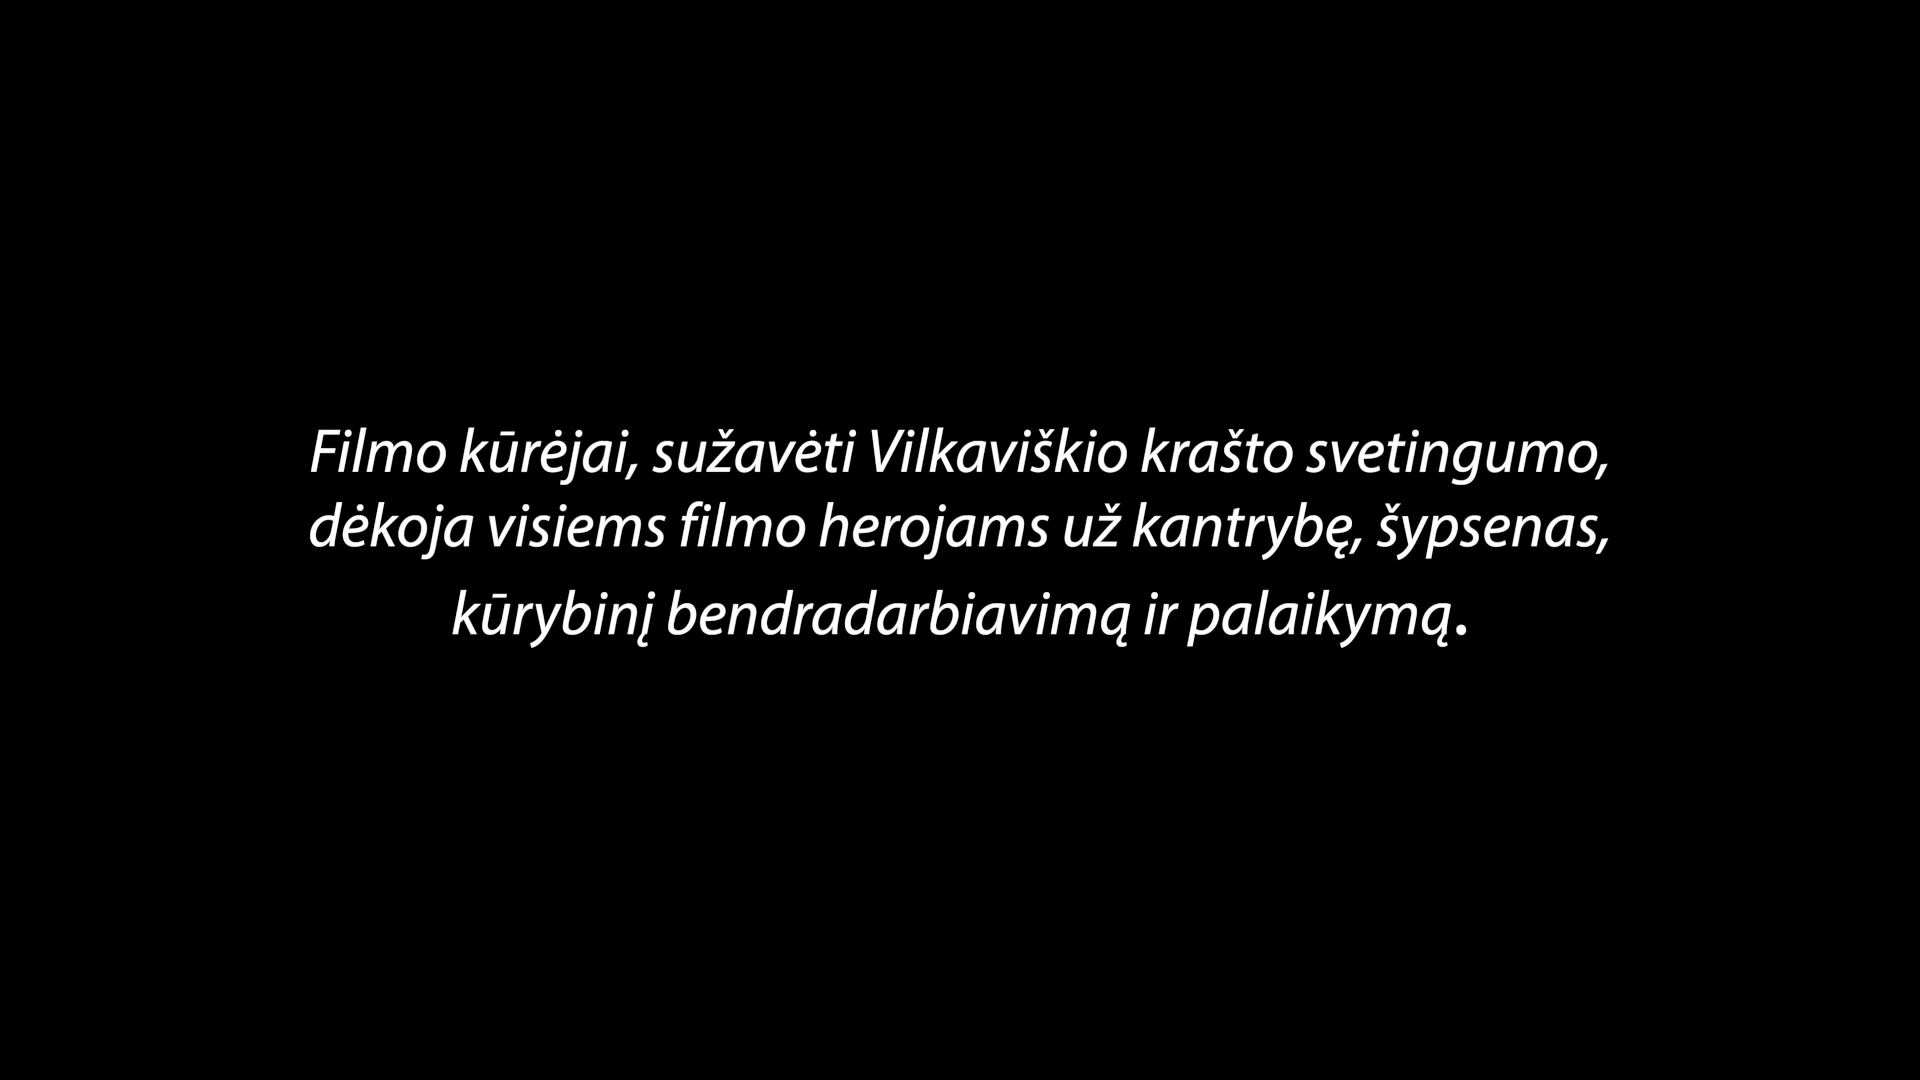 Filmo kūrėjai, sužavėti Vilkaviškio krašto svetingumo,
dėkoja visiems filmo herojams už kantrybę, šypsenas,
kūrybinį bendradarbiavimą ir palaikymą.